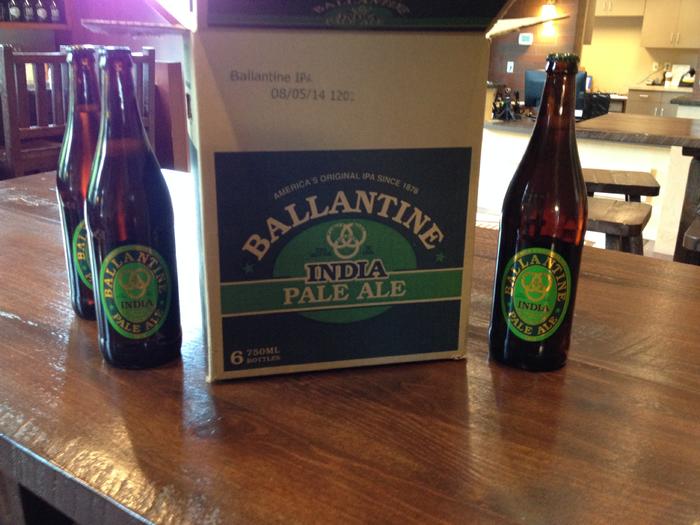 BALLANTINE
Ballantine IPA
08/05/14 1201
AMERICA'S ORIGINAL IPA SINCE 1878
BALLANTINE
INDIA
PALE ALE
6 750ML
BOTTLES
BALLANTINE
INDIA
PALE ALE
BALLANTINE
INDIA
PALE ALE